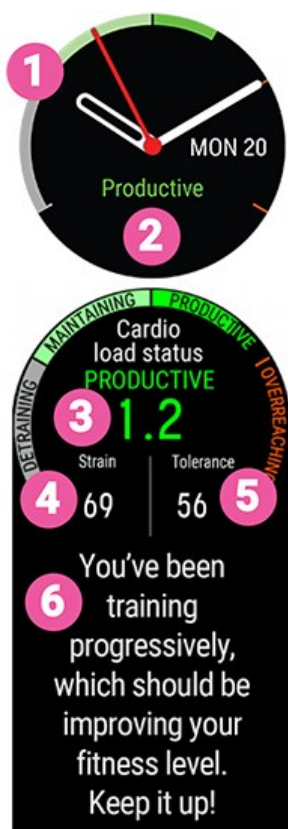 1
MON 20
Productive
2
MAINTAINING
PRODUCTIVE
DETRAINING
OVERREACHING
Cardio
load status
PRODUCTIVE
3 1.2
Strain Tolerance
4 69 56 5
6 You've been
training
progressively,
which should be
improving your
fitness level.
Keep it up!